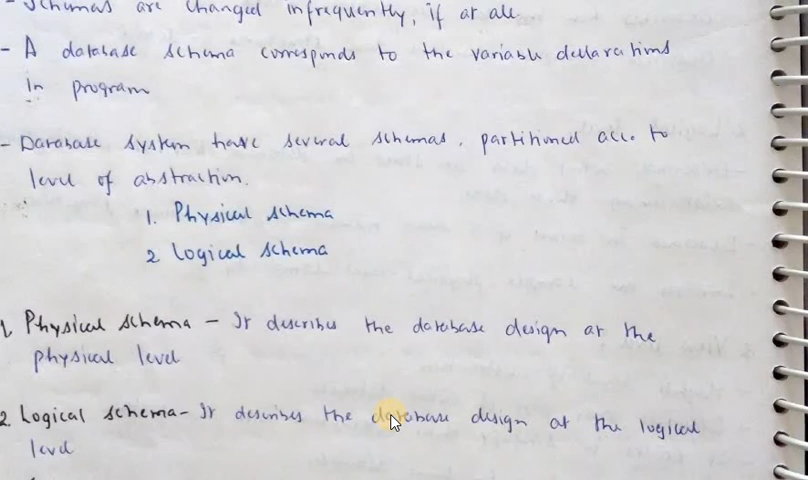 - Schemas are changed infrequently, if at all
- A database schema corresponds to the variable declarations
in program
- Database system have several schemas, partitioned acc. to
level of abstraction.
1. Physical schema
2 Logical schema
1. Physical schema - It describes the database design at the
physical level
2. Logical schema - It describes the database design at the logical
level